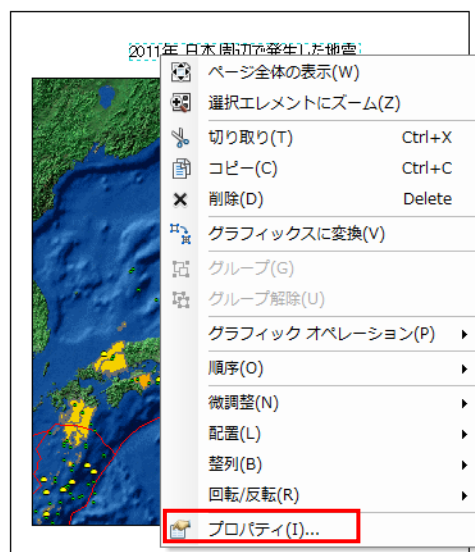 2011年 日本周辺で発生した地震
ページ全体の表示(W)
選択エレメントにズーム(Z)
切り取り(T) Ctrl+X
コピー(C) Ctrl+C
削除(D) Delete
グラフィックスに変換(V)
グループ(G)
グループ解除(U)
グラフィック オペレーション(P)
順序(O)
微調整(N)
配置(L)
整列(B)
回転/反転(R)
プロパティ(I)...